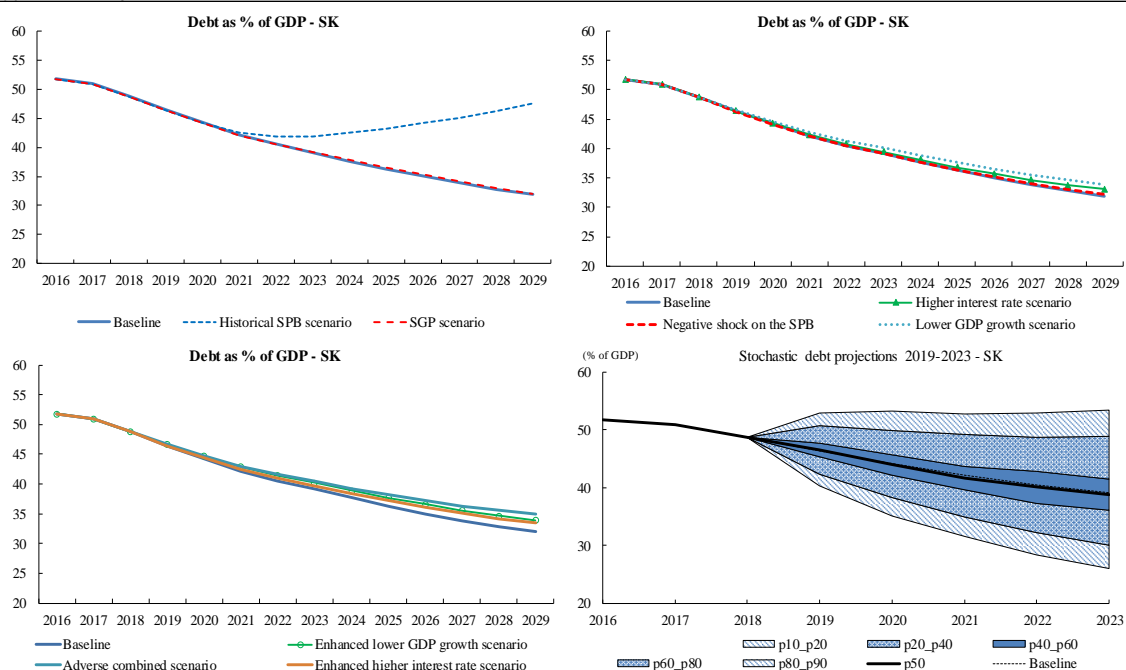 Debt as % of GDP - SK
60
55
50
45
40
35
30
25
20
2016 2017 2018 2019 2020 2021 2022 2023 2024 2025 2026 2027 2028 2029
Baseline Historical SPB scenario SGP scenario
Debt as % of GDP - SK
60
55
50
45
40
35
30
25
20
2016 2017 2018 2019 2020 2021 2022 2023 2024 2025 2026 2027 2028 2029
Baseline Higher interest rate scenario
Negative shock on the SPB Lower GDP growth scenario
Debt as % of GDP - SK
60
55
50
45
40
35
30
25
20
2016 2017 2018 2019 2020 2021 2022 2023 2024 2025 2026 2027 2028 2029
Baseline Enhanced lower GDP growth scenario
Adverse combined scenario Enhanced higher interest rate scenario
(% of GDP) Stochastic debt projections 2019-2023 - SK
60
50
40
30
20
2016 2017 2018 2019 2020 2021 2022 2023
p10_p20 p20_p40 p40_p60
p60_p80 p80_p90 p50 Baseline